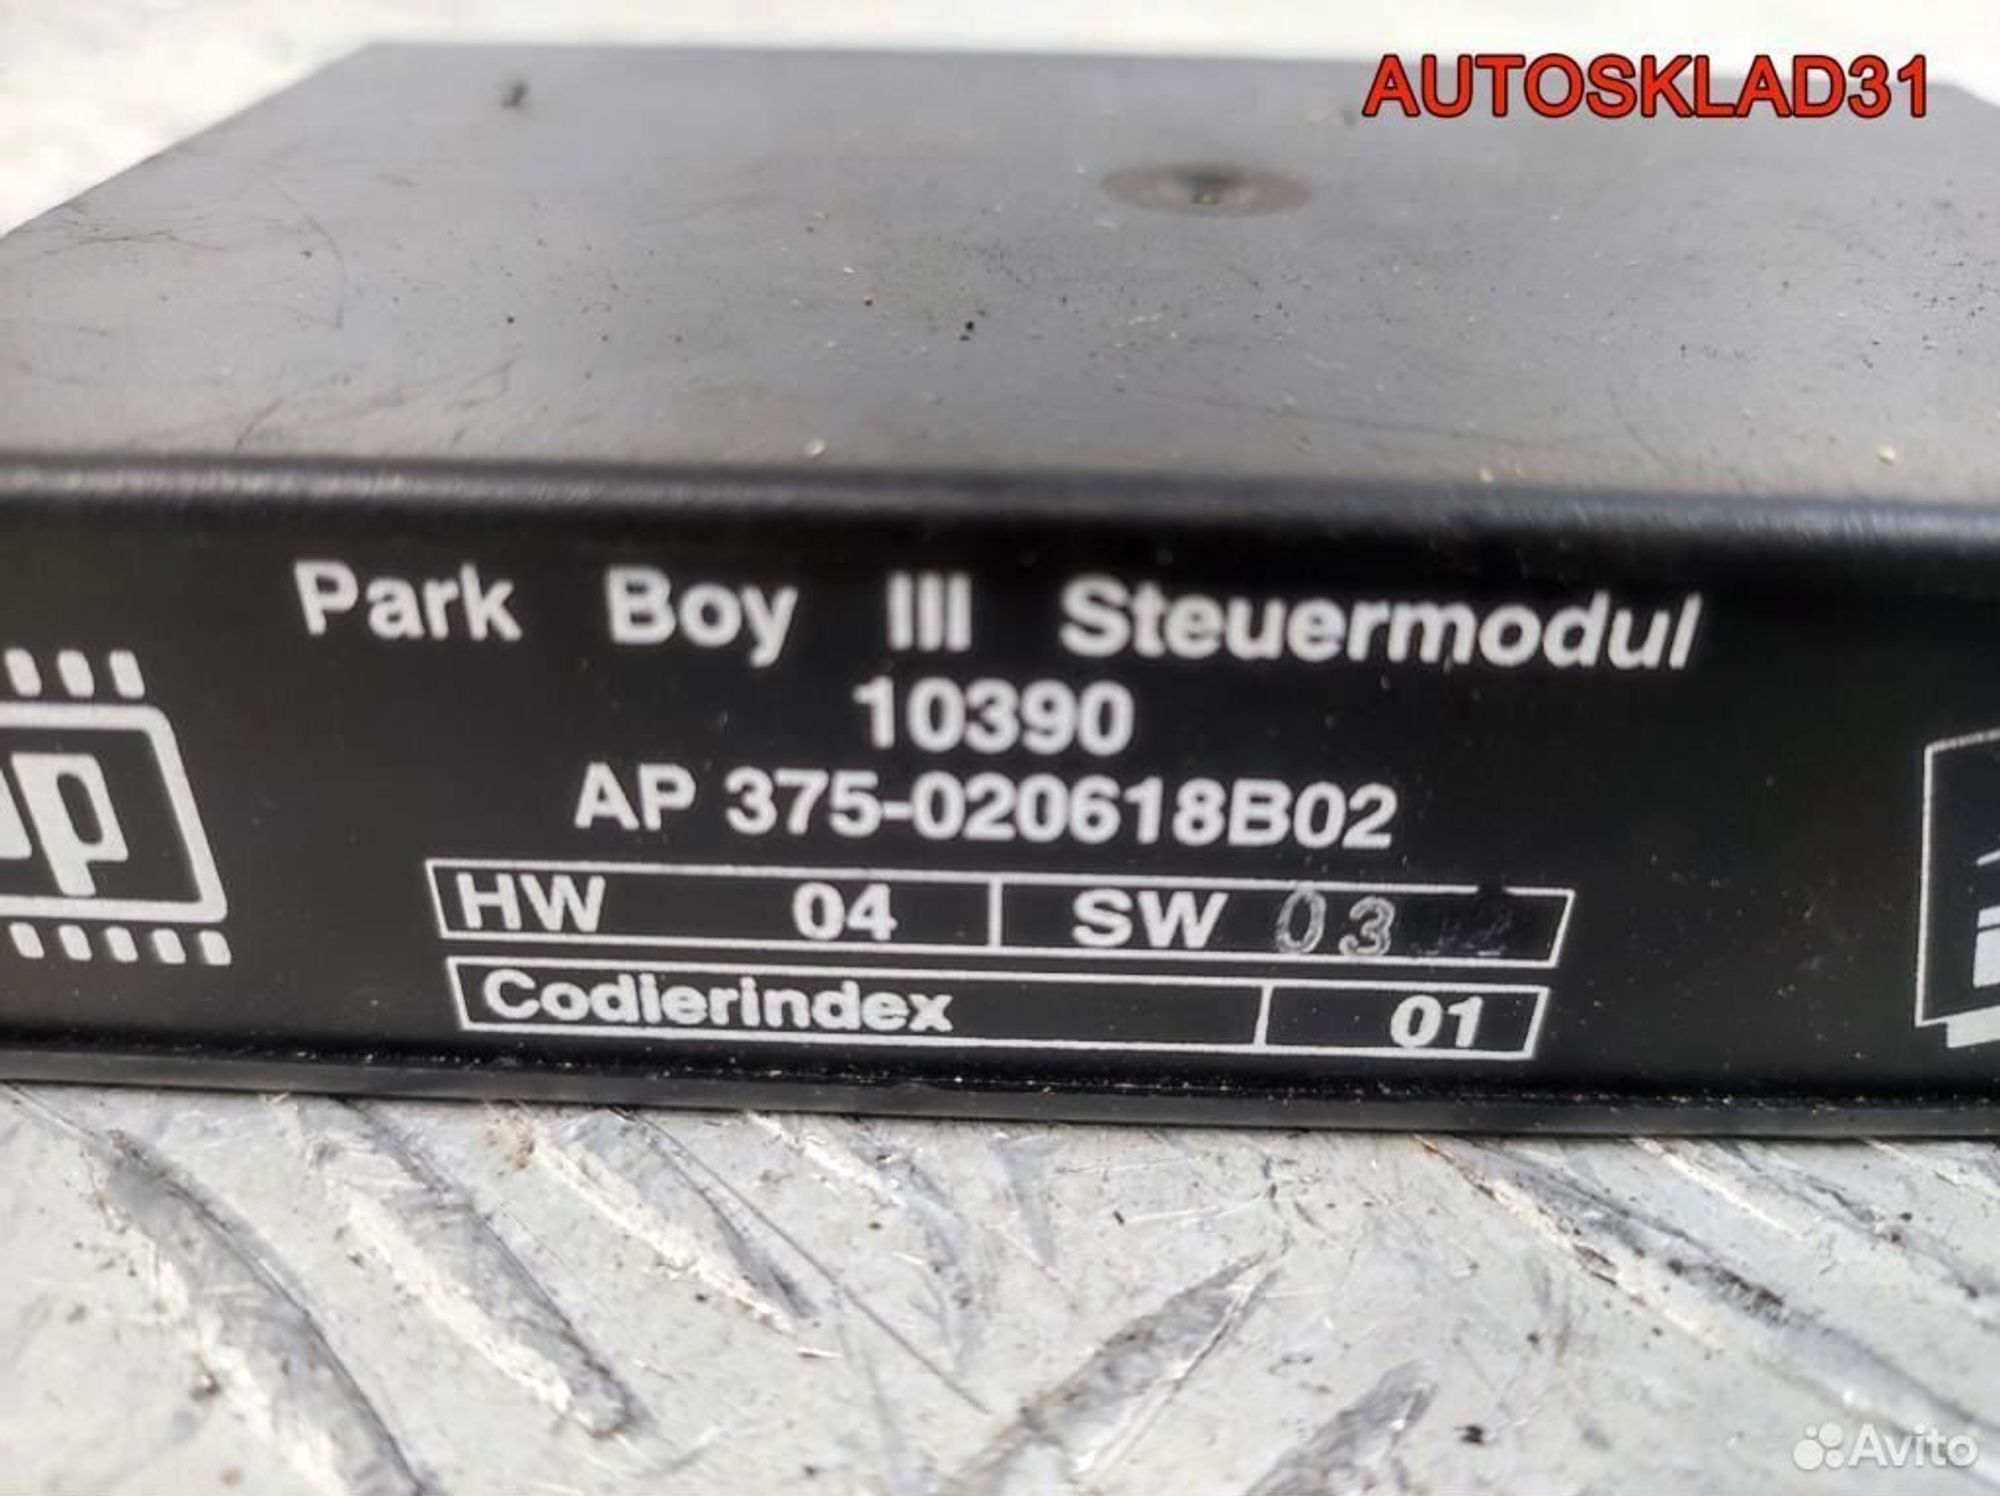 AUTOSKLAD31
Park Boy III Steuermodul
10390
AP 375-020618B02
HW 04 SW 03
Codierindex 01
Avito